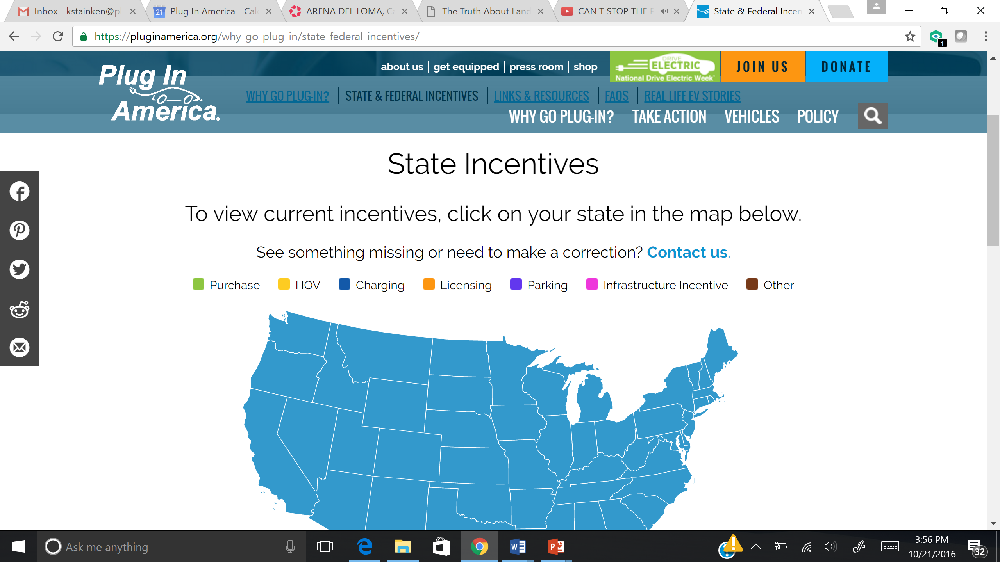 Inbox - kstainken@pl
21 Plug In America - Cale
ARENA DEL LOMA, Ca
The Truth About Land
CAN'T STOP THE F
State & Federal Incen
https://pluginamerica.org/why-go-plug-in/state-federal-incentives/
1
Plug In
America.
about us | get equipped | press room | shop
DRIVE
ELECTRIC
National Drive Electric Week
JOIN US
DONATE
WHY GO PLUG-IN? | STATE & FEDERAL INCENTIVES | LINKS & RESOURCES | FAQS | REAL LIFE EV STORIES
WHY GO PLUG-IN? TAKE ACTION VEHICLES POLICY
State Incentives
To view current incentives, click on your state in the map below.
See something missing or need to make a correction? Contact us.
Purchase HOV Charging Licensing Parking Infrastructure Incentive Other
Ask me anything
3:56 PM
10/21/2016
32